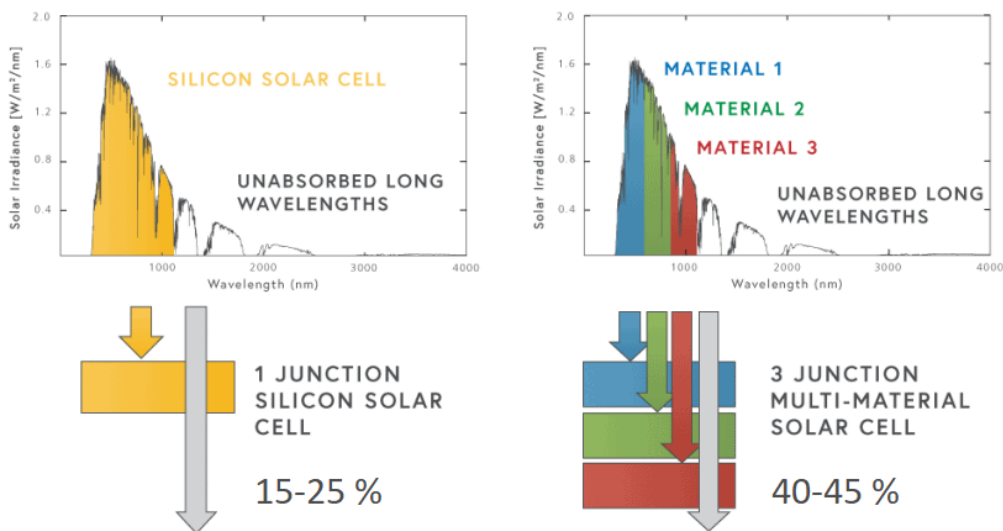 2.0
1.6
1.2
0.8
0.4
Solar Irradiance [W/m²/nm]
SILICON SOLAR CELL
UNABSORBED LONG
WAVELENGTHS
1000
2000
3000
4000
Wavelength (nm)
1 JUNCTION
SILICON SOLAR
CELL
15-25 %
2.0
1.6
1.2
0.8
0.4
Solar Irradiance [W/m²/nm]
MATERIAL 1
MATERIAL 2
MATERIAL 3
UNABSORBED LONG
WAVELENGTHS
1000
2000
3000
4000
Wavelength (nm)
3 JUNCTION
MULTI-MATERIAL
SOLAR CELL
40-45 %